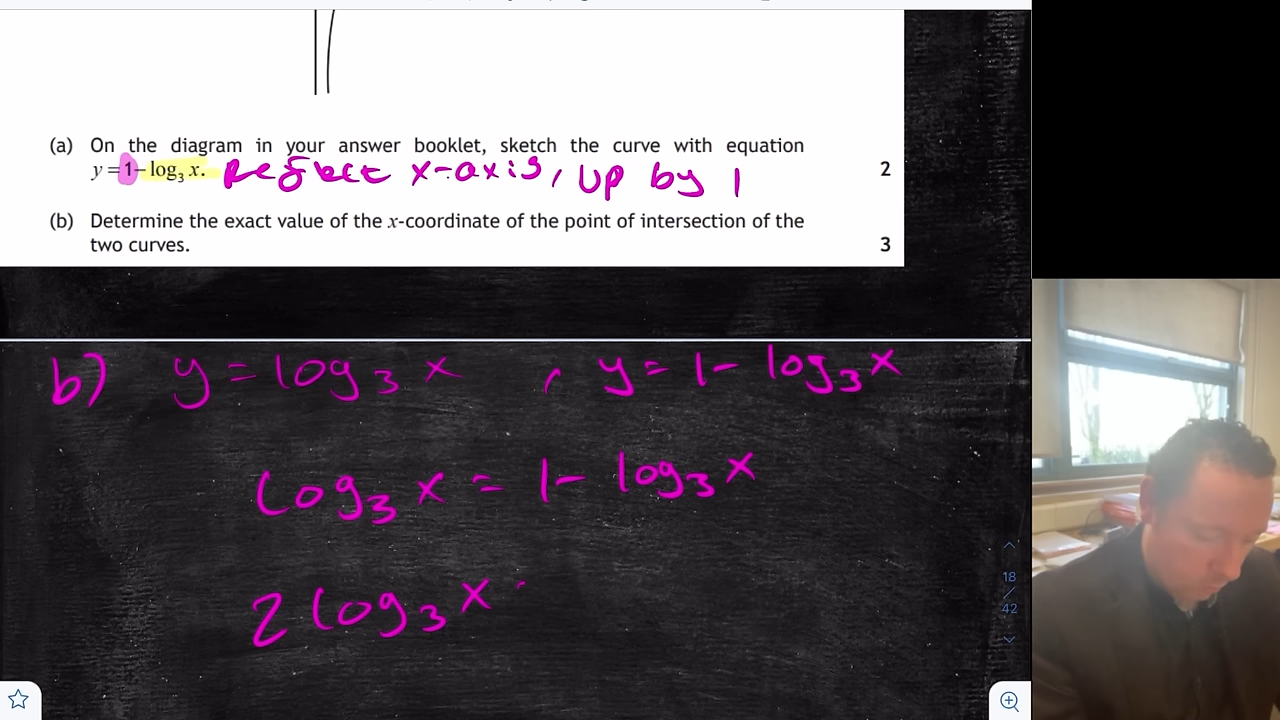 (a) On the diagram in your answer booklet, sketch the curve with equation
y = 1 – log₃ x. Reflect x-axis, up by 1 2
(b) Determine the exact value of the x-coordinate of the point of intersection of the
two curves. 3
b) y = log₃ x , y = 1 - log₃ x
log₃ x = 1 - log₃ x
2 log₃ x
18
/
42